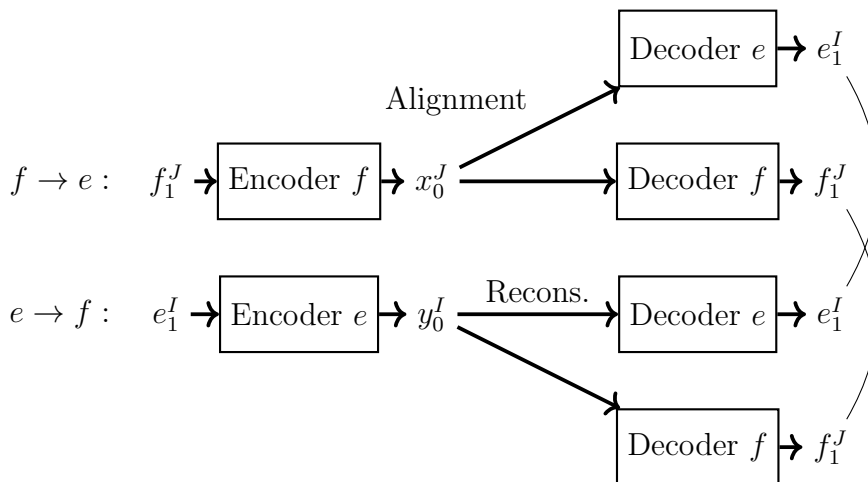 Decoder e e_1^I
Alignment
f → e : f_1^J Encoder f x_0^J Decoder f f_1^J
Recons.
e → f : e_1^I Encoder e y_0^I Decoder e e_1^I
Decoder f f_1^J